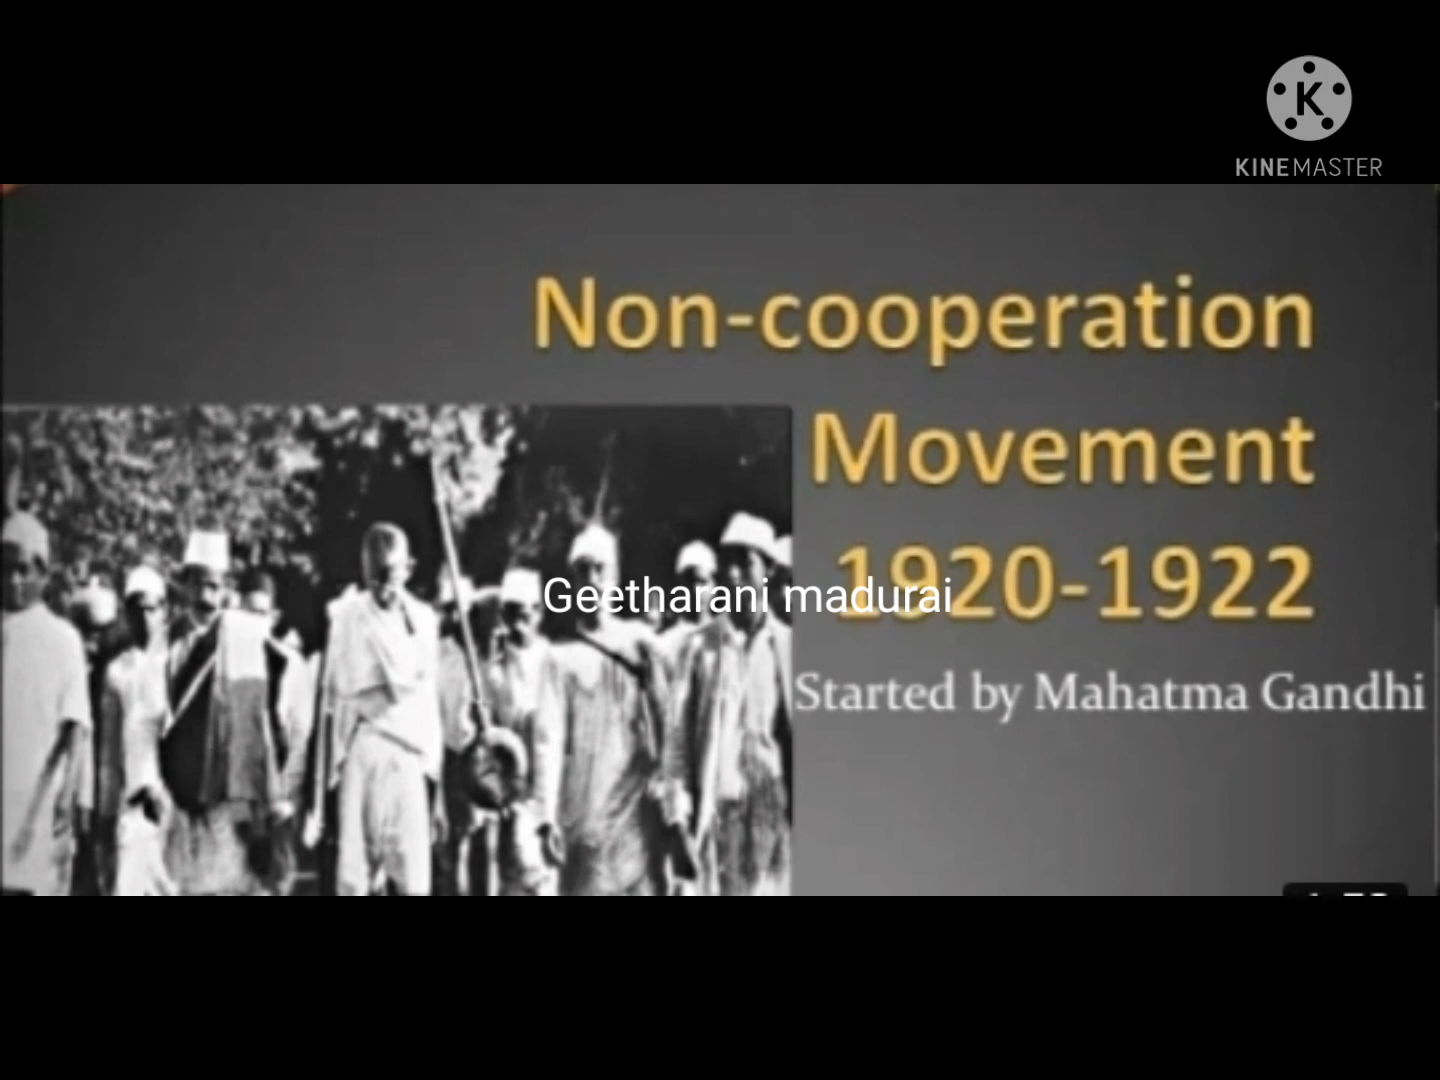 KINEMASTER
Non-cooperation
Movement
1920-1922
Geetharani madurai
Started by Mahatma Gandhi